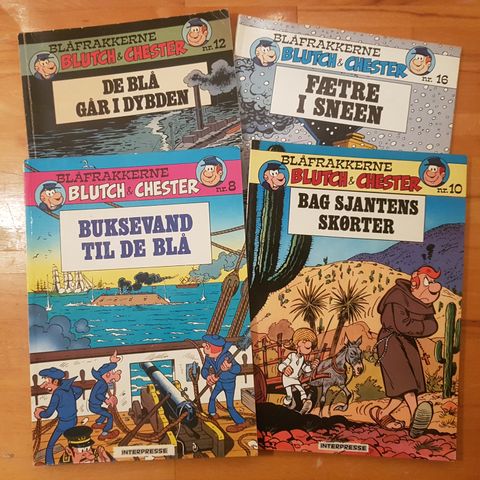 BLÅFRAKKERNE
BLUTCH & CHESTER
nr. 12
DE BLÅ
GÅR I DYBDEN
BLÅFRAKKERNE
BLUTCH & CHESTER
nr. 16
FÆTRE
I SNEEN
BLÅFRAKKERNE
BLUTCH & CHESTER
nr. 8
BUKSEVAND
TIL DE BLÅ
INTERPRESSE
BLÅFRAKKERNE
BLUTCH & CHESTER
nr. 10
BAG SJANTENS
SKØRTER
INTERPRESSE